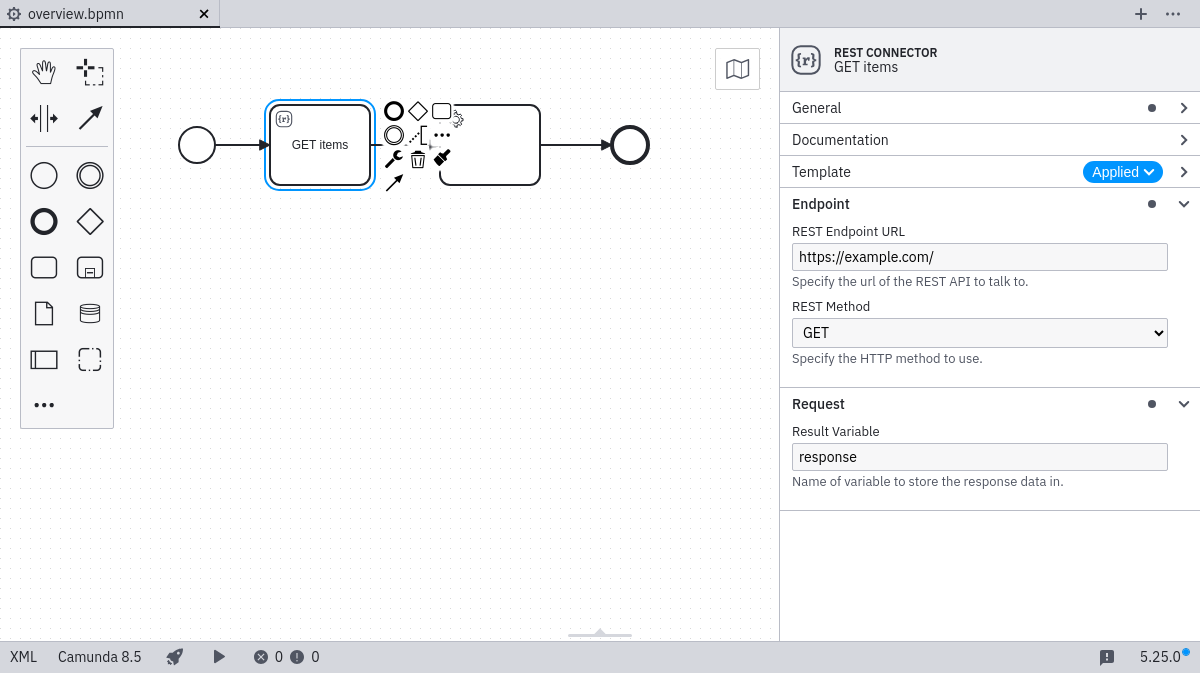 overview.bpmn
{r}
REST CONNECTOR
GET items
{r}
GET items
General
Documentation
Template
Applied
Endpoint
REST Endpoint URL
https://example.com/
Specify the url of the REST API to talk to.
REST Method
GET
Specify the HTTP method to use.
Request
Result Variable
response
Name of variable to store the response data in.
XML
Camunda 8.5
0
0
5.25.0